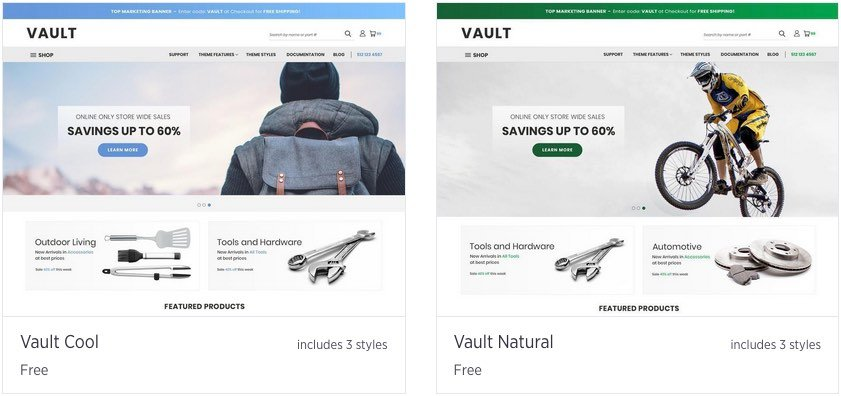 TOP MARKETING BANNER – Enter code: VAULT at Checkout for FREE SHIPPING!
VAULT
Search by name or part #
SHOP
SUPPORT THEME FEATURES THEME STYLES DOCUMENTATION BLOG 512 123 4567
ONLINE ONLY STORE WIDE SALES
SAVINGS UP TO 60%
LEARN MORE
Outdoor Living
New Arrivals in Accessories
at best prices
Sale 40% off this week
Tools and Hardware
New Arrivals in All Tools
at best prices
Sale 40% off this week
FEATURED PRODUCTS
Vault Cool
includes 3 styles
Free
TOP MARKETING BANNER – Enter code: VAULT at Checkout for FREE SHIPPING!
VAULT
Search by name or part #
SHOP
SUPPORT THEME FEATURES THEME STYLES DOCUMENTATION BLOG 512 123 4567
ONLINE ONLY STORE WIDE SALES
SAVINGS UP TO 60%
LEARN MORE
Tools and Hardware
New Arrivals in All Tools
at best prices
Sale 40% off this week
Automotive
New Arrivals in Accessories
at best prices
Sale 40% off this week
FEATURED PRODUCTS
Vault Natural
includes 3 styles
Free